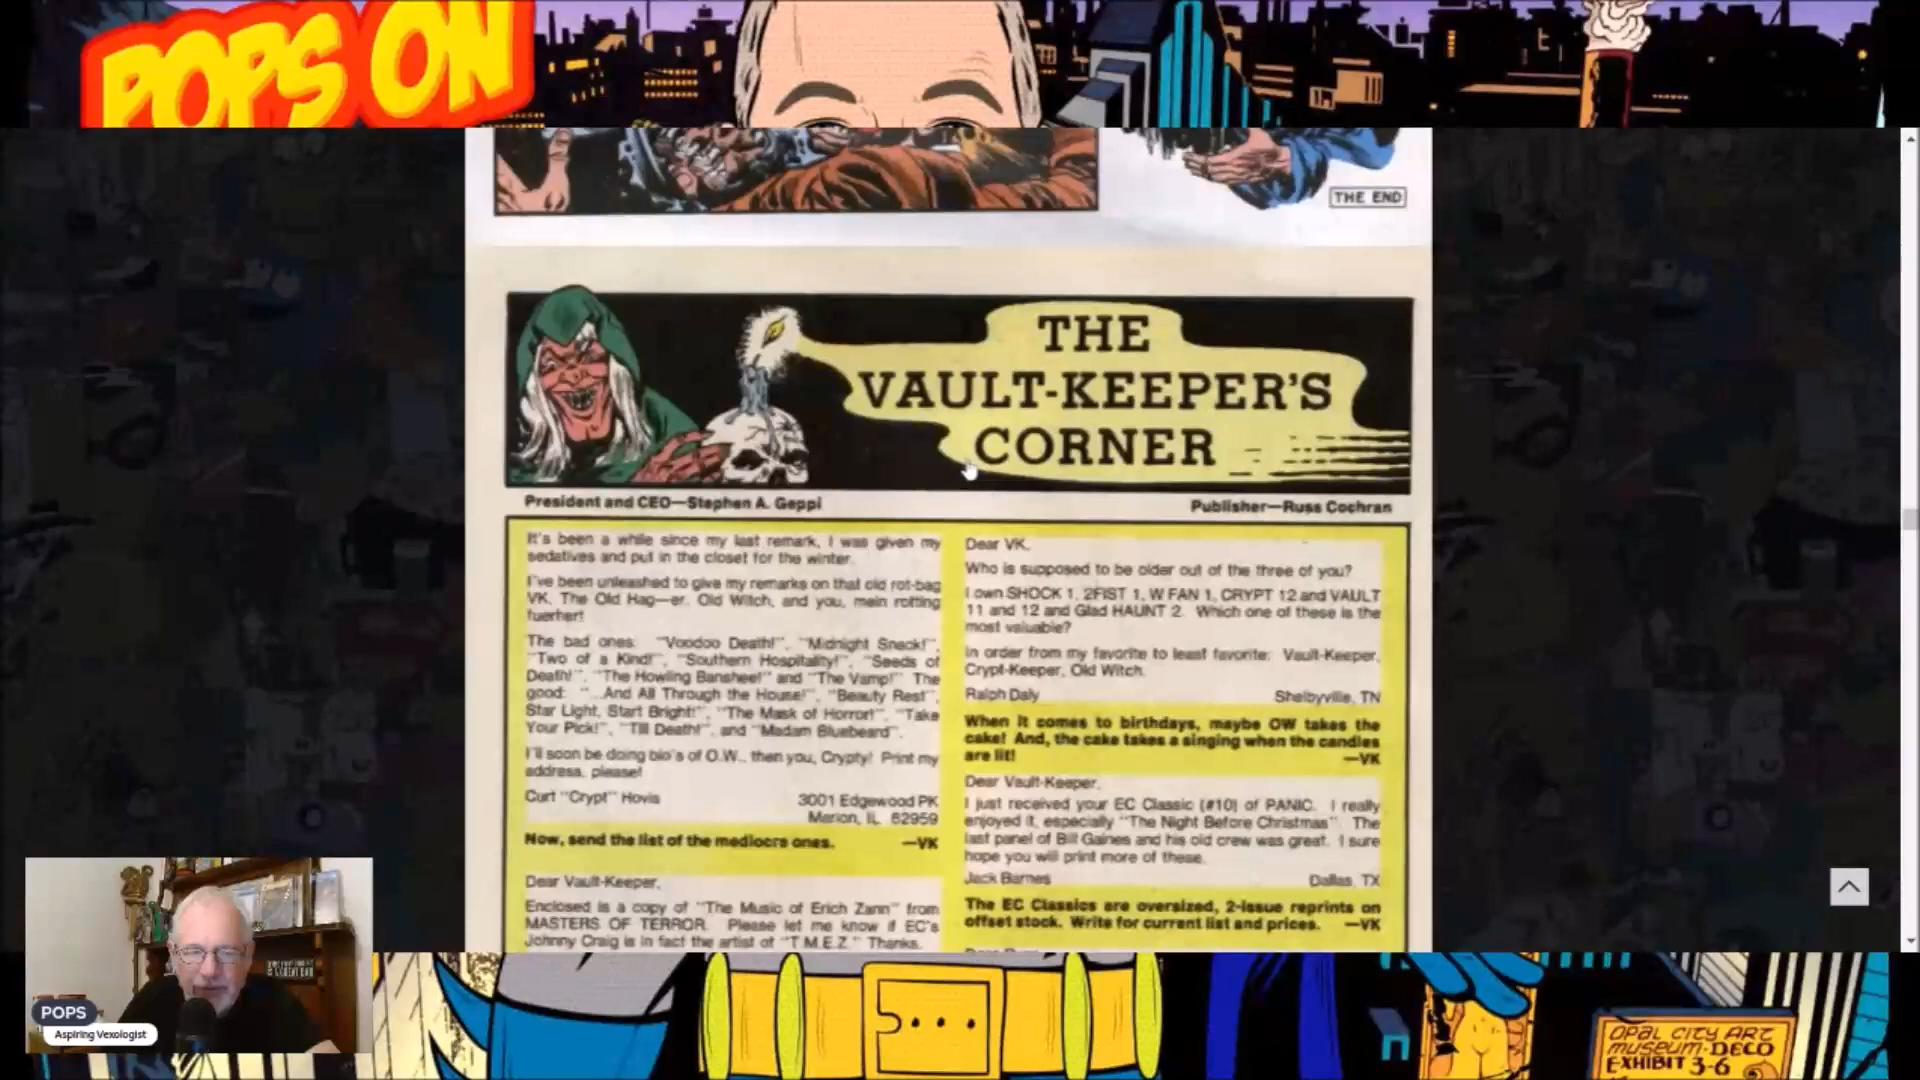 POPS ON
THE END
THE
VAULT-KEEPER'S
CORNER
President and CEO—Stephen A. Geppi
Publisher—Russ Cochran
It's been a while since my last remark, I was given my
sedatives and put in the closet for the winter.
I've been unleashed to give my remarks on that old rot-bag
VK, The Old Hag—er, Old Witch, and you, mein rotting
fuerher!
The bad ones: "Voodoo Death!", "Midnight Snack!",
"Two of a Kind!", "Southern Hospitality!", "Seeds of
Death!", "The Howling Banshee!" and "The Vamp!" The
good: "...And All Through the House!", "Beauty Rest",
Star Light, Start Bright!", "The Mask of Horror!", "Take
Your Pick!", "Till Death!", and "Madam Bluebeard".
I'll soon be doing bio's of O.W., then you, Crypty! Print my
address, please!
Curt "Crypt" Hovis 3001 Edgewood PK
Marion, IL 62959
Now, send the list of the mediocre ones. —VK
Dear Vault-Keeper,
Enclosed is a copy of "The Music of Erich Zann" from
MASTERS OF TERROR. Please let me know if EC's
Johnny Craig is in fact the artist of "T.M.E.Z." Thanks.
Dear VK,
Who is supposed to be older out of the three of you?
I own SHOCK 1, 2FIST 1, W FAN 1, CRYPT 12 and VAULT
11 and 12 and Glad HAUNT 2. Which one of these is the
most valuable?
In order from my favorite to least favorite: Vault-Keeper,
Crypt-Keeper, Old Witch.
Ralph Daly Shelbyville, TN
When it comes to birthdays, maybe OW takes the
cake! And, the cake takes a singing when the candles
are lit! —VK
Dear Vault-Keeper,
I just received your EC Classic (#10) of PANIC. I really
enjoyed it, especially "The Night Before Christmas". The
last panel of Bill Gaines and his old crew was great. I sure
hope you will print more of these.
Jack Barnes Dallas, TX
The EC Classics are oversized, 2-issue reprints on
offset stock. Write for current list and prices. —VK
POPS
Aspiring Vexologist
OPAL CITY ART
MUSEUM·DECO
EXHIBIT 3-6